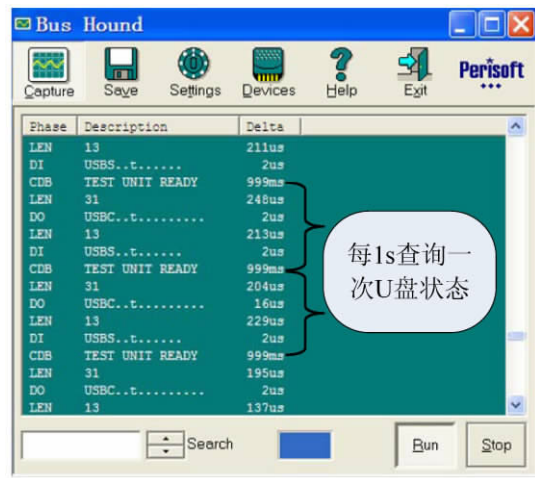 Bus Hound
Capture Save Settings Devices Help Exit Perisoft
Phase Description Delta
LEN 13 211us
DI USBS..t...... 2us
CDB TEST UNIT READY 999ms
LEN 31 248us
DO USBC..t......... 2us
LEN 13 213us
DI USBS..t...... 2us
CDB TEST UNIT READY 999ms
LEN 31 204us
DO USBC..t......... 16us
LEN 13 229us
DI USBS..t...... 2us
CDB TEST UNIT READY 999ms
LEN 31 195us
DO USBC..t......... 2us
LEN 13 137us
每1s查询一
次U盘状态
Search Run Stop